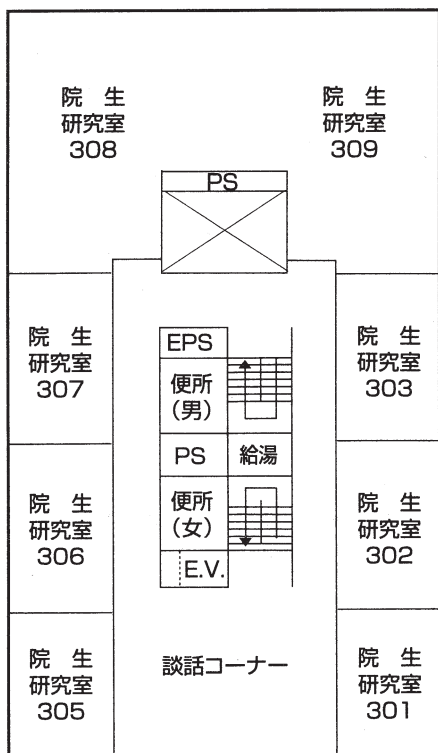 院 生
研究室
308
院 生
研究室
309
PS
院 生
研究室
307
EPS
便所
(男)
院 生
研究室
303
PS
給湯
院 生
研究室
306
便所
(女)
E.V.
院 生
研究室
302
院 生
研究室
305
談話コーナー
院 生
研究室
301